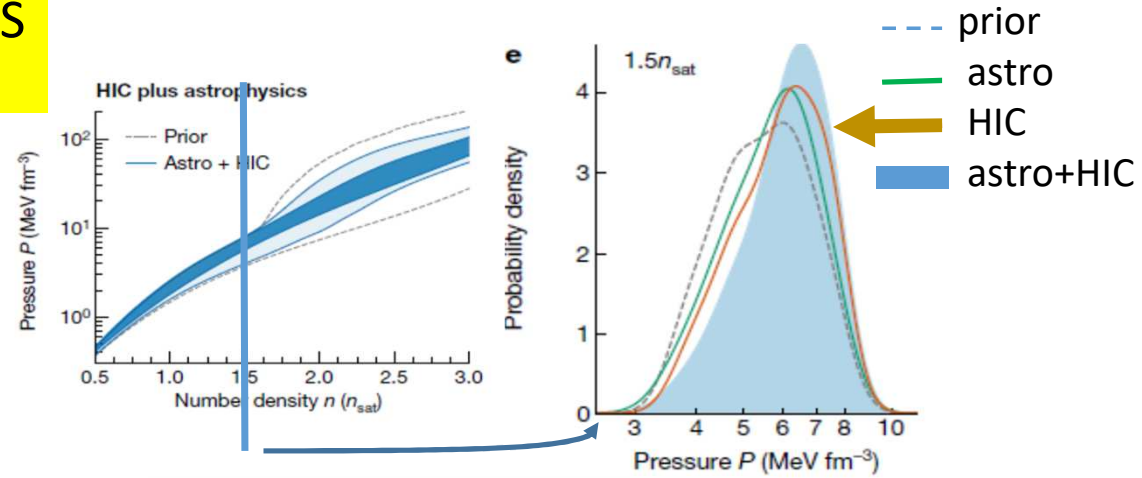 S
HIC plus astrophysics
Prior
Astro + HIC
10²
10¹
10⁰
Pressure P (MeV fm⁻³)
0.5 1.0 1.5 2.0 2.5 3.0
Number density n (nsat)
e
1.5nsat
4
3
2
1
0
Probability density
3 4 5 6 7 8 10
Pressure P (MeV fm⁻³)
prior
astro
HIC
astro+HIC